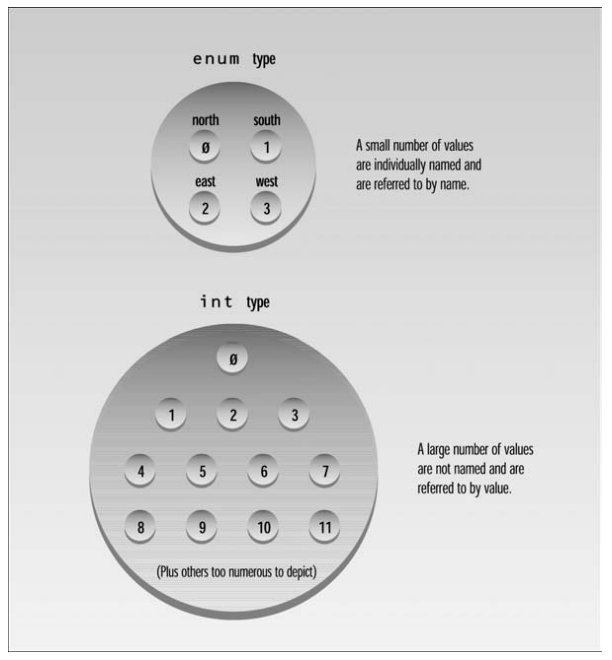 enum type
north south
ø 1
east west
2 3
A small number of values
are individually named and
are referred to by name.
int type
ø
1 2 3
4 5 6 7
8 9 10 11
(Plus others too numerous to depict)
A large number of values
are not named and are
referred to by value.